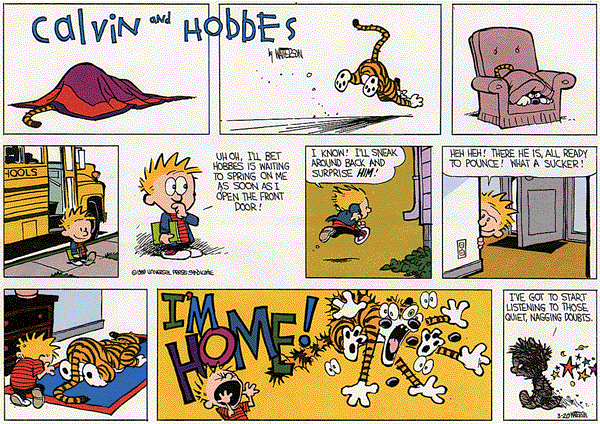 CALVIN and HOBBES
by WATTERSON
HOOLS
UH OH, I'LL BET
HOBBES IS WAITING
TO SPRING ON ME
AS SOON AS I
OPEN THE FRONT
DOOR!
I KNOW! I'LL SNEAK
AROUND BACK AND
SURPRISE HIM!
HEH HEH! THERE HE IS, ALL READY
TO POUNCE! WHAT A SUCKER!
I'M
HOME!
I'VE GOT TO START
LISTENING TO THOSE
QUIET, NAGGING DOUBTS.
3-20